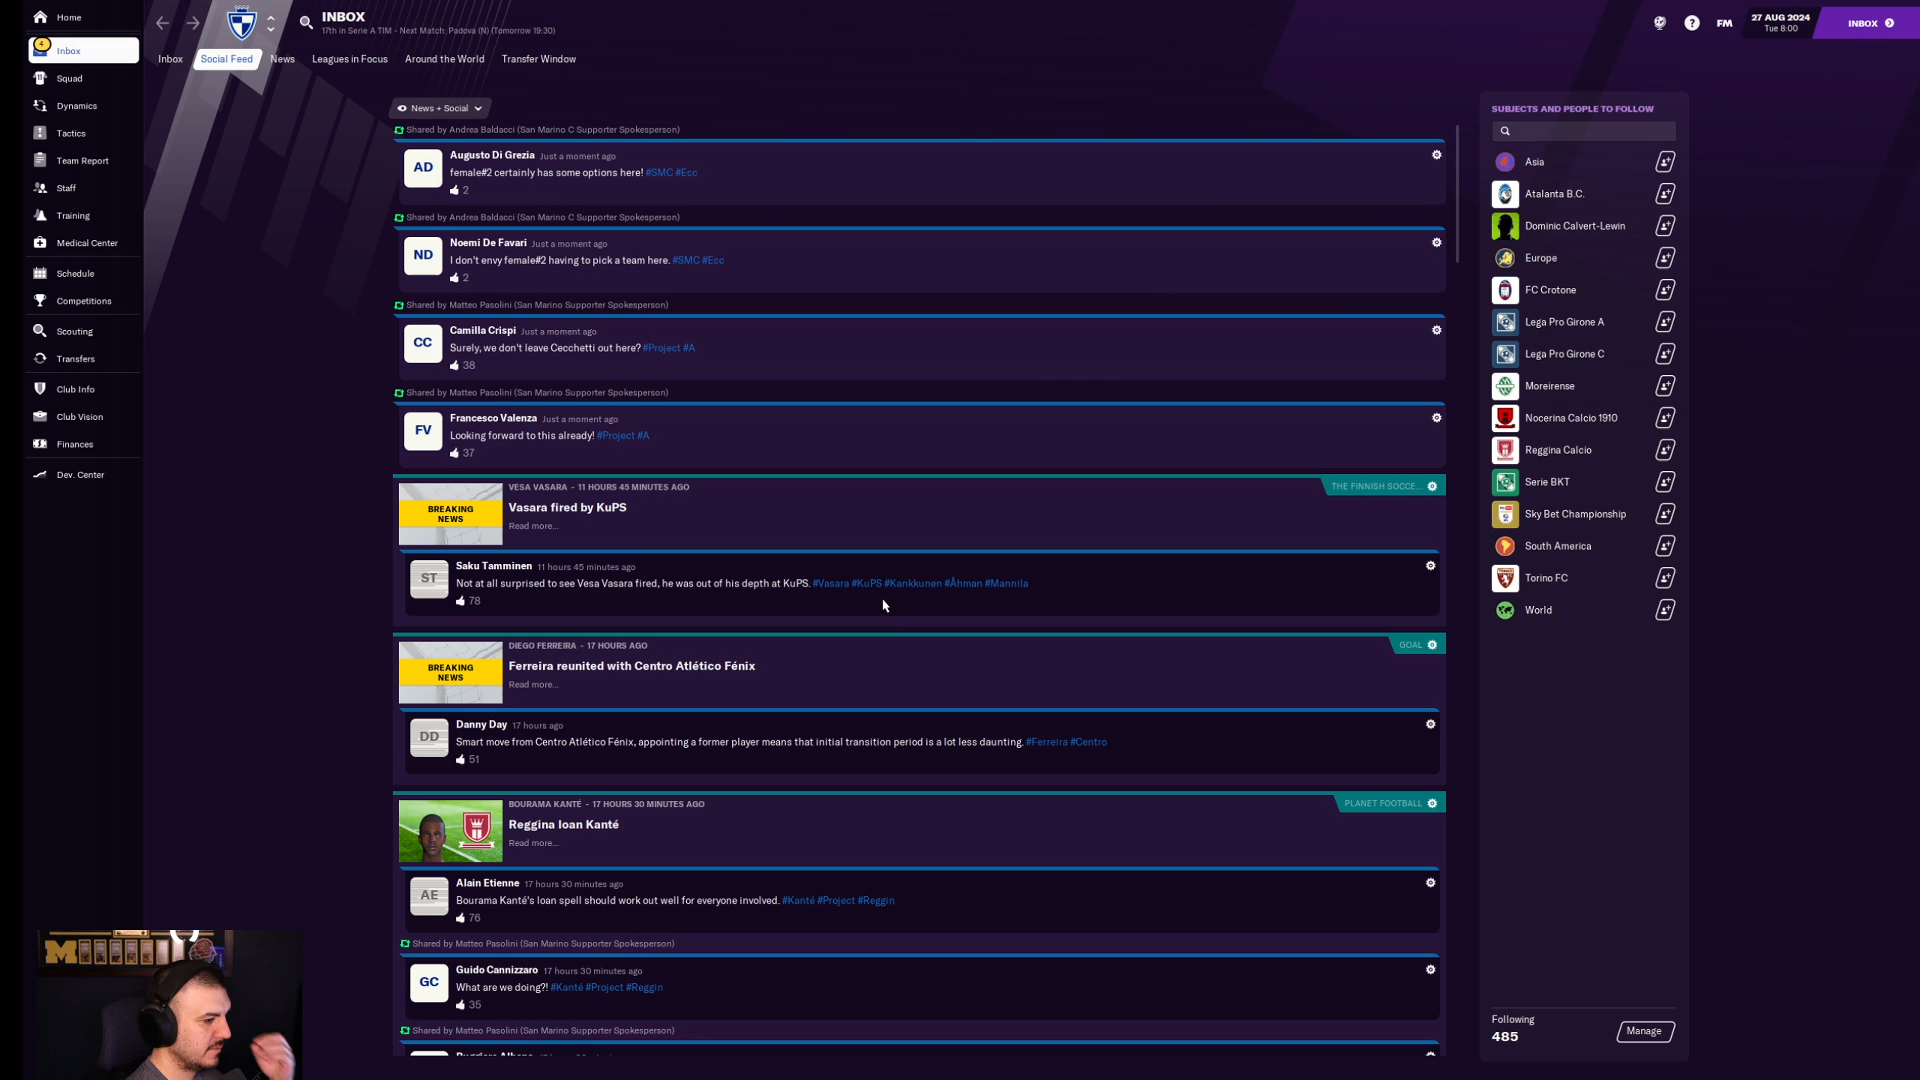 Home
4
Inbox
Squad
Dynamics
Tactics
Team Report
Staff
Training
Medical Center
Schedule
Competitions
Scouting
Transfers
Club Info
Club Vision
Finances
Dev. Center
INBOX
17th in Serie A TIM - Next Match: Padova (N) (Tomorrow 19:30)
FM
27 AUG 2024
Tue 8:00
INBOX
Inbox
Social Feed
News
Leagues in Focus
Around the World
Transfer Window
News + Social
Shared by Andrea Baldacci (San Marino C Supporter Spokesperson)
AD
Augusto Di Grezia Just a moment ago
female#2 certainly has some options here! #SMC #Ecc
2
Shared by Andrea Baldacci (San Marino C Supporter Spokesperson)
ND
Noemi De Favari Just a moment ago
I don't envy female#2 having to pick a team here. #SMC #Ecc
2
Shared by Matteo Pasolini (San Marino Supporter Spokesperson)
CC
Camilla Crispi Just a moment ago
Surely, we don't leave Cecchetti out here? #Project #A
38
Shared by Matteo Pasolini (San Marino Supporter Spokesperson)
FV
Francesco Valenza Just a moment ago
Looking forward to this already! #Project #A
37
BREAKING
NEWS
VESA VASARA - 11 HOURS 45 MINUTES AGO
THE FINNISH SOCCE...
Vasara fired by KuPS
Read more...
ST
Saku Tamminen 11 hours 45 minutes ago
Not at all surprised to see Vesa Vasara fired, he was out of his depth at KuPS. #Vasara #KuPS #Kankkunen #Åhman #Mannila
78
BREAKING
NEWS
DIEGO FERREIRA - 17 HOURS AGO
GOAL
Ferreira reunited with Centro Atlético Fénix
Read more...
DD
Danny Day 17 hours ago
Smart move from Centro Atlético Fénix, appointing a former player means that initial transition period is a lot less daunting. #Ferreira #Centro
51
BOURAMA KANTÉ - 17 HOURS 30 MINUTES AGO
PLANET FOOTBALL
Reggina loan Kanté
Read more...
AE
Alain Etienne 17 hours 30 minutes ago
Bourama Kanté's loan spell should work out well for everyone involved. #Kanté #Project #Reggin
76
Shared by Matteo Pasolini (San Marino Supporter Spokesperson)
GC
Guido Cannizzaro 17 hours 30 minutes ago
What are we doing?! #Kanté #Project #Reggin
35
Shared by Matteo Pasolini (San Marino Supporter Spokesperson)
SUBJECTS AND PEOPLE TO FOLLOW
Asia
Atalanta B.C.
Dominic Calvert-Lewin
Europe
FC Crotone
Lega Pro Girone A
Lega Pro Girone C
Moreirense
Nocerina Calcio 1910
Reggina Calcio
Serie BKT
Sky Bet Championship
South America
Torino FC
World
Following
485
Manage
M